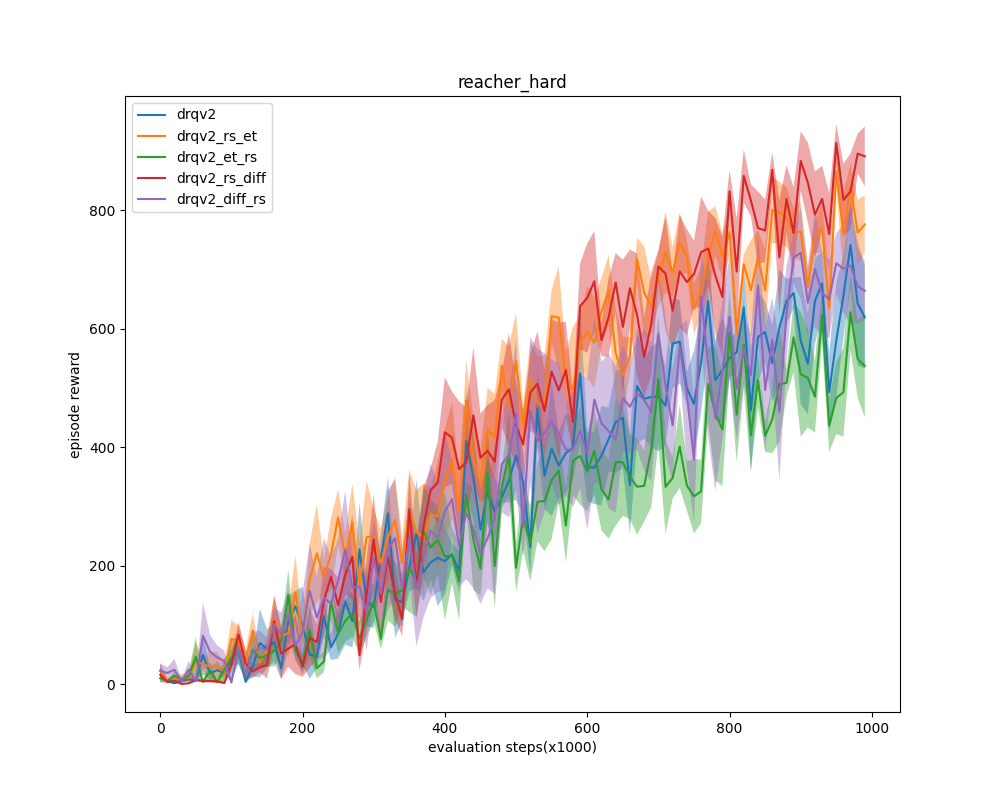 reacher_hard
drqv2
drqv2_rs_et
drqv2_et_rs
drqv2_rs_diff
drqv2_diff_rs
episode reward
800
600
400
200
0
0 200 400 600 800 1000
evaluation steps(x1000)